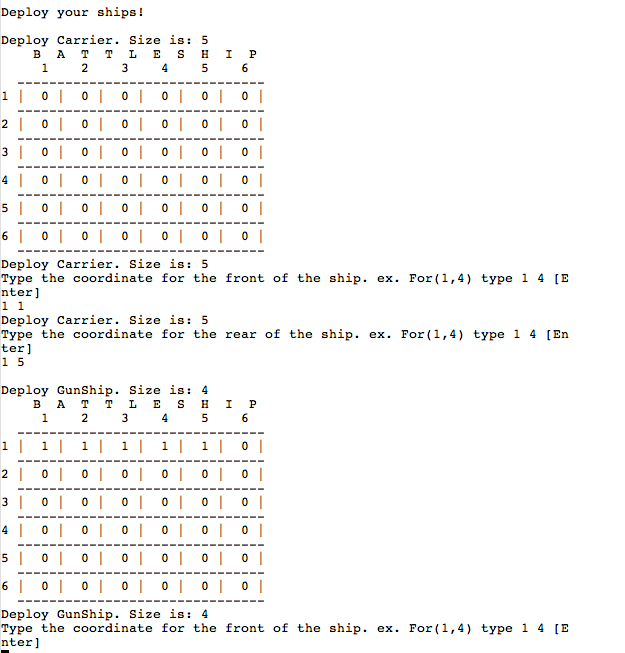 Deploy your ships!
Deploy Carrier. Size is: 5
B A T T L E S H I P
1 2 3 4 5 6
-------------------------------
1 | 0 | 0 | 0 | 0 | 0 | 0 |
-------------------------------
2 | 0 | 0 | 0 | 0 | 0 | 0 |
-------------------------------
3 | 0 | 0 | 0 | 0 | 0 | 0 |
-------------------------------
4 | 0 | 0 | 0 | 0 | 0 | 0 |
-------------------------------
5 | 0 | 0 | 0 | 0 | 0 | 0 |
-------------------------------
6 | 0 | 0 | 0 | 0 | 0 | 0 |
-------------------------------
Deploy Carrier. Size is: 5
Type the coordinate for the front of the ship. ex. For(1,4) type 1 4 [E
nter]
1 1
Deploy Carrier. Size is: 5
Type the coordinate for the rear of the ship. ex. For(1,4) type 1 4 [En
ter]
1 5
Deploy GunShip. Size is: 4
B A T T L E S H I P
1 2 3 4 5 6
-------------------------------
1 | 1 | 1 | 1 | 1 | 1 | 0 |
-------------------------------
2 | 0 | 0 | 0 | 0 | 0 | 0 |
-------------------------------
3 | 0 | 0 | 0 | 0 | 0 | 0 |
-------------------------------
4 | 0 | 0 | 0 | 0 | 0 | 0 |
-------------------------------
5 | 0 | 0 | 0 | 0 | 0 | 0 |
-------------------------------
6 | 0 | 0 | 0 | 0 | 0 | 0 |
-------------------------------
Deploy GunShip. Size is: 4
Type the coordinate for the front of the ship. ex. For(1,4) type 1 4 [E
nter]